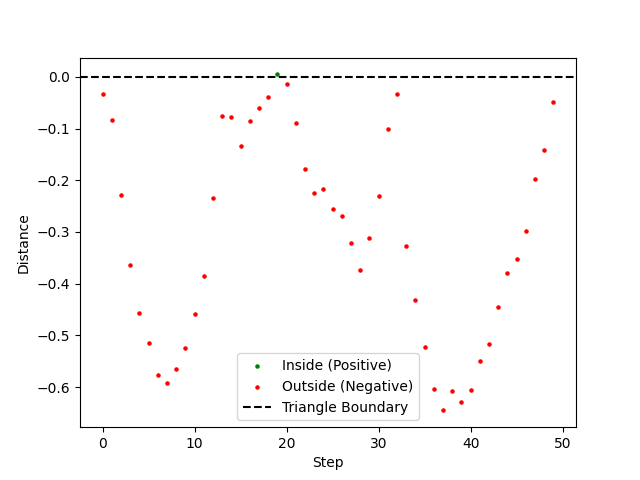 0.0
−0.1
−0.2
−0.3
−0.4
−0.5
−0.6
Distance
Inside (Positive)
Outside (Negative)
Triangle Boundary
0 10 20 30 40 50
Step